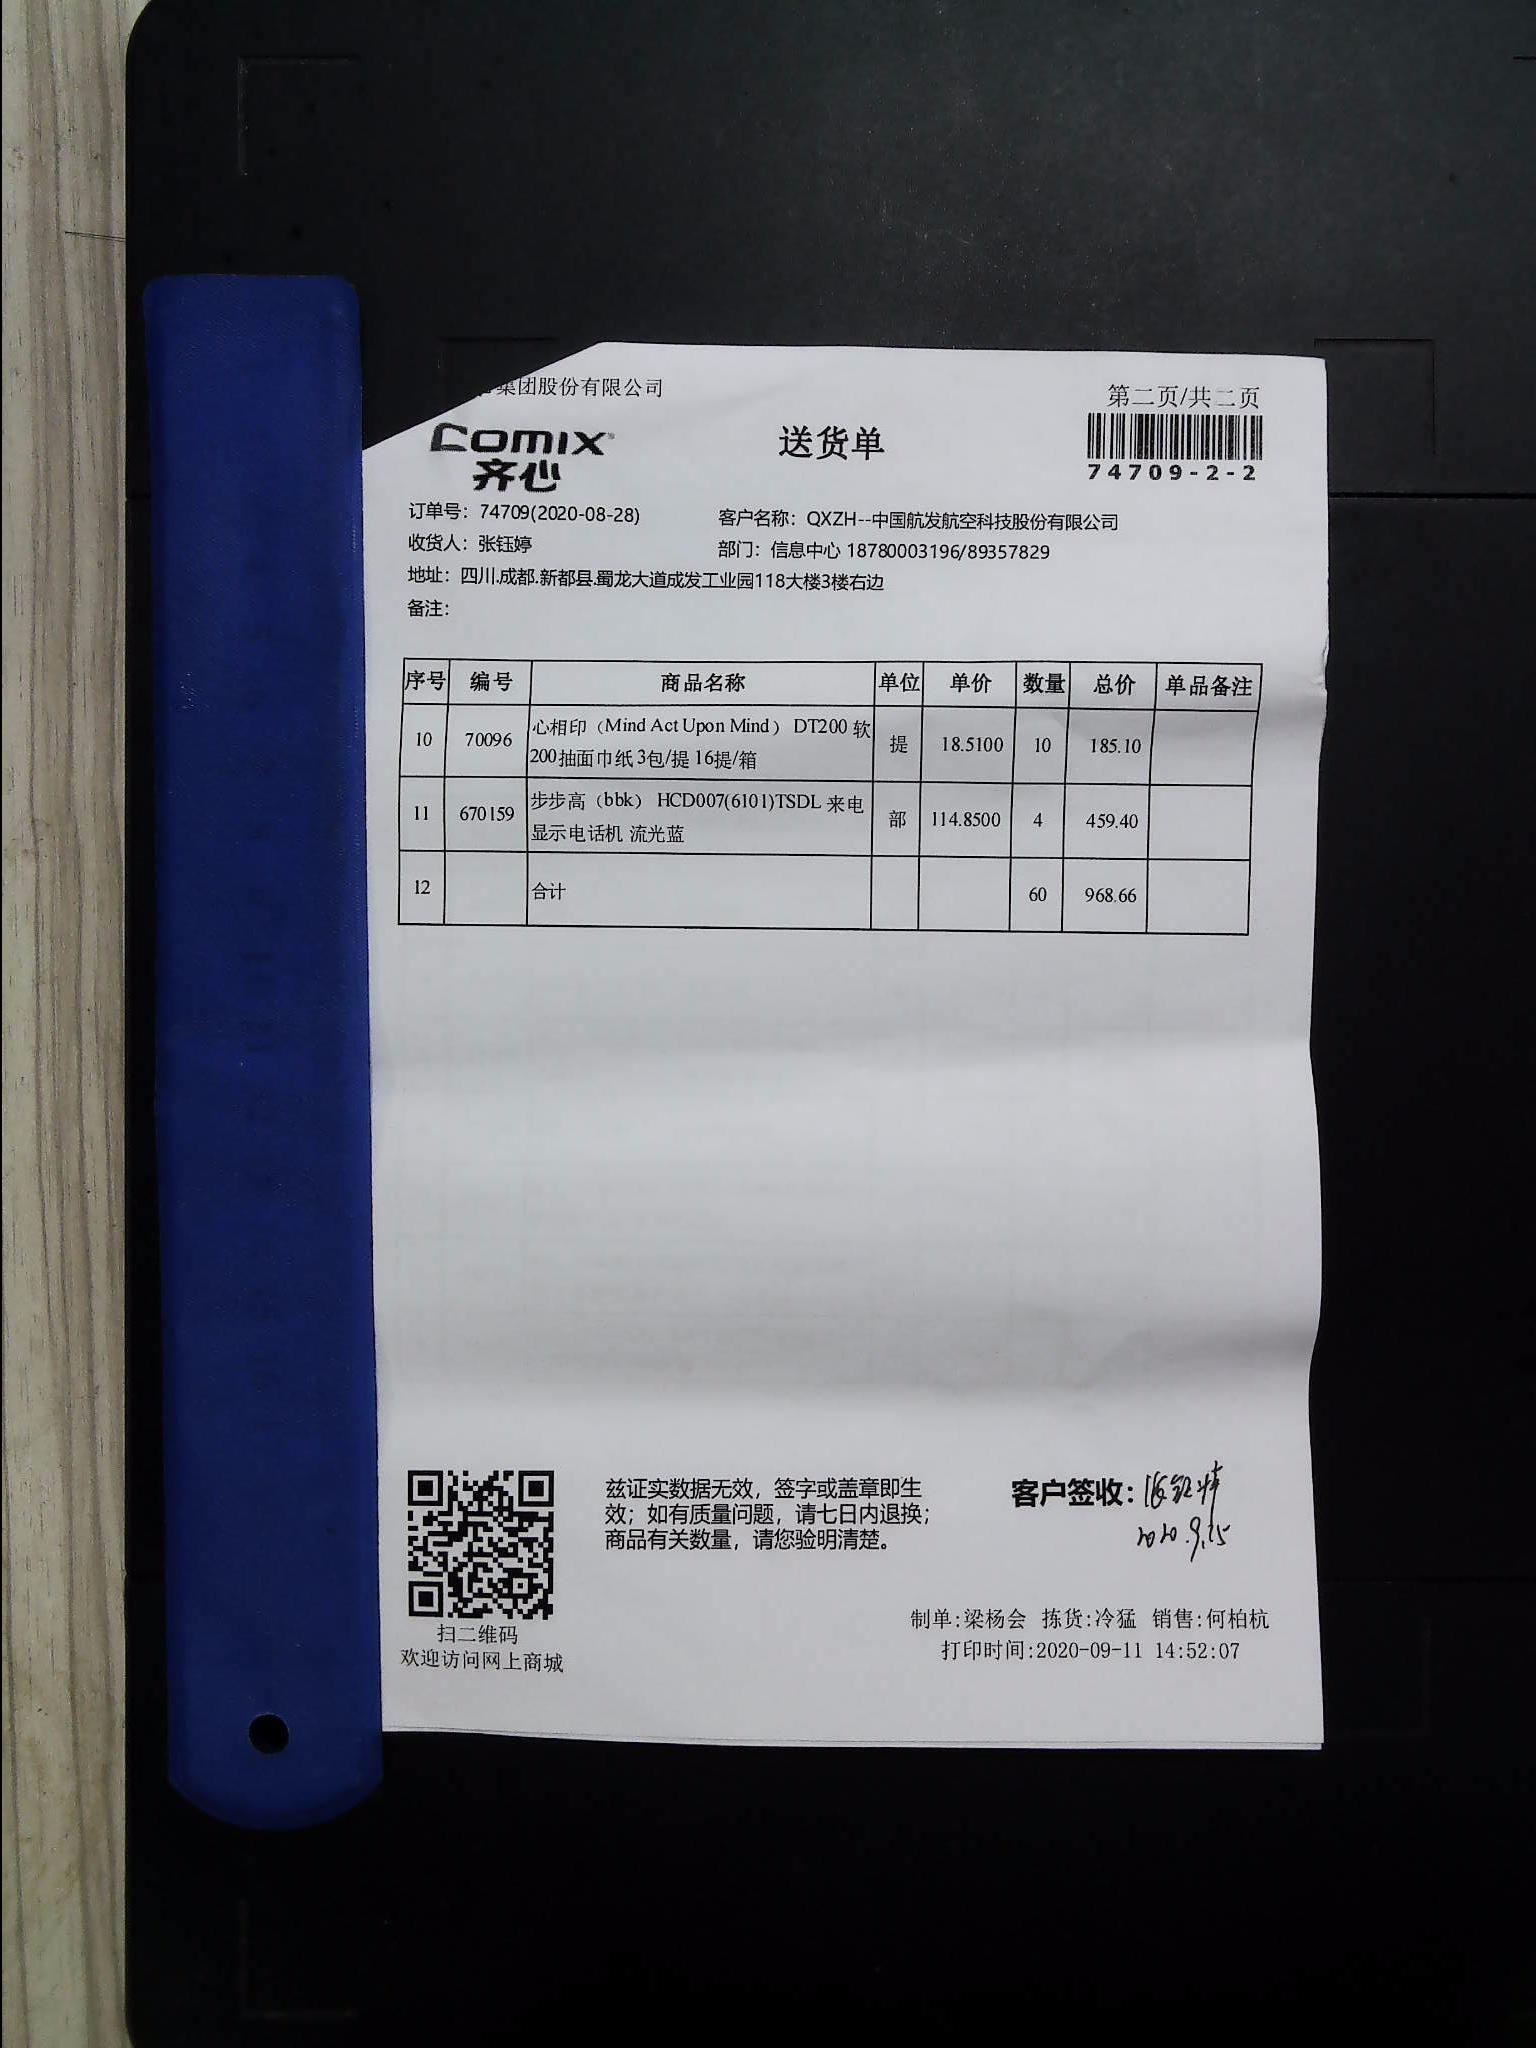 集团股份有限公司
第二页/共二页
comix
齐心
送货单
74709-2-2
订单号：74709(2020-08-28)
客户名称：QXZH--中国航发航空科技股份有限公司
收货人：张钰婷
部门：信息中心 18780003196/89357829
地址：四川.成都.新都县.蜀龙大道成发工业园118大楼3楼右边
备注：
序号 编号 商品名称 单位 单价 数量 总价 单品备注
10 70096 心相印（Mind Act Upon Mind） DT200 软 提 18.5100 10 185.10
200抽面巾纸 3包/提 16提/箱
11 670159 步步高（bbk） HCD007(6101)TSDL 来电 部 114.8500 4 459.40
显示电话机 流光蓝
12 合计 60 968.66
兹证实数据无效，签字或盖章即生
效；如有质量问题，请七日内退换；
商品有关数量，请您验明清楚。
客户签收：张钰婷
2020.9.15
扫二维码
欢迎访问网上商城
制单:梁杨会 拣货:冷猛 销售:何柏杭
打印时间:2020-09-11 14:52:07